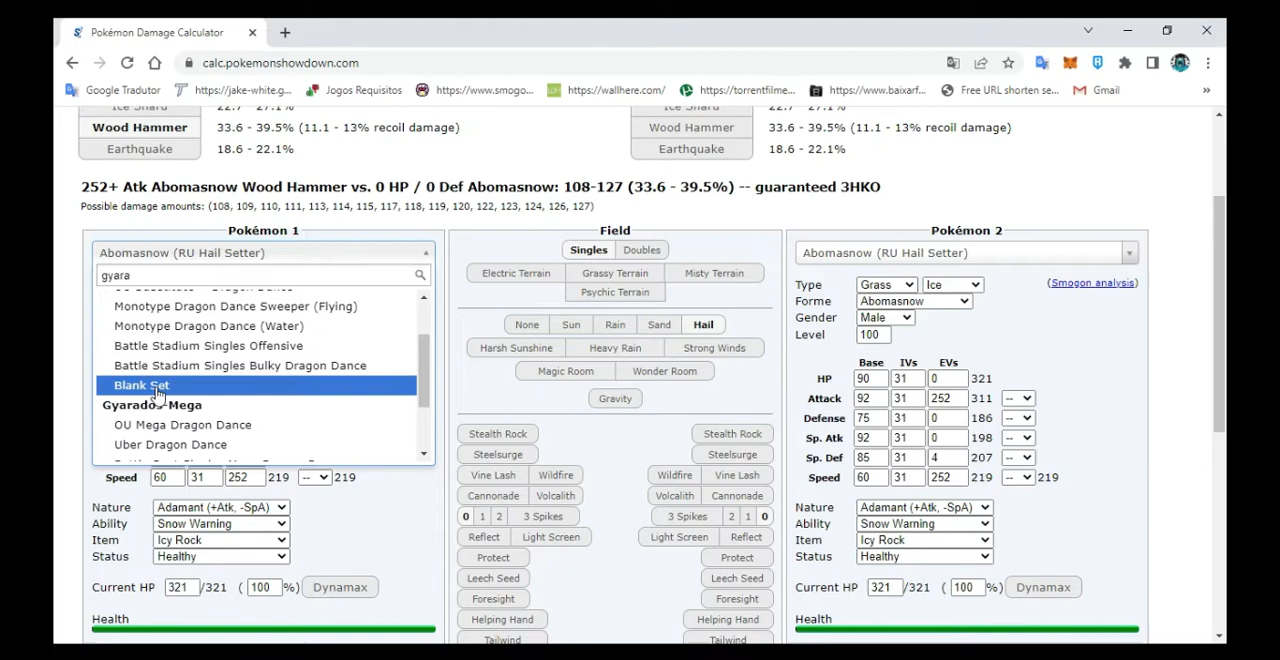 Pokémon Damage Calculator
calc.pokemonshowdown.com
Google Tradutor https://jake-white.g... Jogos Requisitos https://www.smogo... https://wallhere.com/ https://torrentfilme... https://www.baixarf... Free URL shorten se... Gmail »
Ice Shard 22.7 - 27.1% Ice Shard 22.7 - 27.1%
Wood Hammer 33.6 - 39.5% (11.1 - 13% recoil damage) Wood Hammer 33.6 - 39.5% (11.1 - 13% recoil damage)
Earthquake 18.6 - 22.1% Earthquake 18.6 - 22.1%
252+ Atk Abomasnow Wood Hammer vs. 0 HP / 0 Def Abomasnow: 108-127 (33.6 - 39.5%) -- guaranteed 3HKO
Possible damage amounts: (108, 109, 110, 111, 113, 114, 115, 117, 118, 119, 120, 122, 123, 124, 126, 127)
Pokémon 1
Abomasnow (RU Hail Setter)
gyara
Monotype Dragon Dance Sweeper (Flying)
Monotype Dragon Dance (Water)
Battle Stadium Singles Offensive
Battle Stadium Singles Bulky Dragon Dance
Blank Set
Gyarados-Mega
OU Mega Dragon Dance
Uber Dragon Dance
Speed 60 31 252 219 -- 219
Nature Adamant (+Atk, -SpA)
Ability Snow Warning
Item Icy Rock
Status Healthy
Current HP 321 /321 ( 100 %) Dynamax
Health
Field
Singles Doubles
Electric Terrain Grassy Terrain Misty Terrain
Psychic Terrain
None Sun Rain Sand Hail
Harsh Sunshine Heavy Rain Strong Winds
Magic Room Wonder Room
Gravity
Stealth Rock Stealth Rock
Steelsurge Steelsurge
Vine Lash Wildfire Wildfire Vine Lash
Cannonade Volcalith Volcalith Cannonade
0 1 2 3 Spikes 3 Spikes 2 1 0
Reflect Light Screen Light Screen Reflect
Protect Protect
Leech Seed Leech Seed
Foresight Foresight
Helping Hand Helping Hand
Tailwind Tailwind
Pokémon 2
Abomasnow (RU Hail Setter)
Type Grass Ice (Smogon analysis)
Forme Abomasnow
Gender Male
Level 100
Base IVs EVs
HP 90 31 0 321
Attack 92 31 252 311 --
Defense 75 31 0 186 --
Sp. Atk 92 31 0 198 --
Sp. Def 85 31 4 207 --
Speed 60 31 252 219 -- 219
Nature Adamant (+Atk, -SpA)
Ability Snow Warning
Item Icy Rock
Status Healthy
Current HP 321 /321 ( 100 %) Dynamax
Health